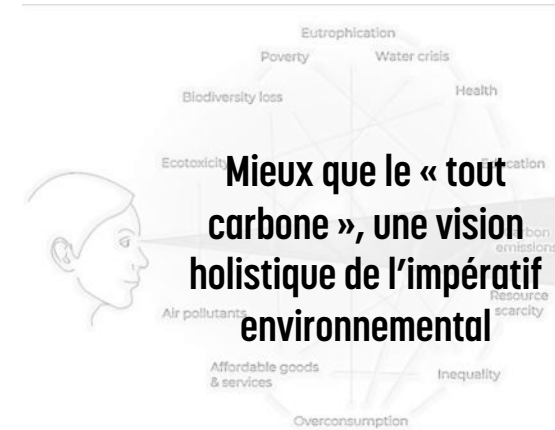 Eutrophication
Poverty
Water crisis
Health
Biodiversity loss
Ecotoxicity
Mieux que le « tout
carbone », une vision
holistique de l’impératif
environnemental
emissions
Resource
scarcity
Air pollutants
Affordable goods
& services
Inequality
Overconsumption